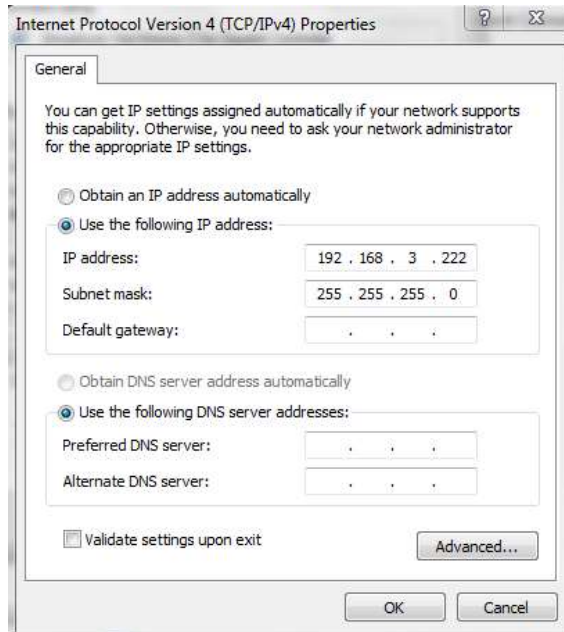 Internet Protocol Version 4 (TCP/IPv4) Properties
?
General
You can get IP settings assigned automatically if your network supports
this capability. Otherwise, you need to ask your network administrator
for the appropriate IP settings.
Obtain an IP address automatically
Use the following IP address:
IP address: 192 . 168 . 3 . 222
Subnet mask: 255 . 255 . 255 . 0
Default gateway: . . .
Obtain DNS server address automatically
Use the following DNS server addresses:
Preferred DNS server: . . .
Alternate DNS server: . . .
Validate settings upon exit
Advanced...
OK Cancel